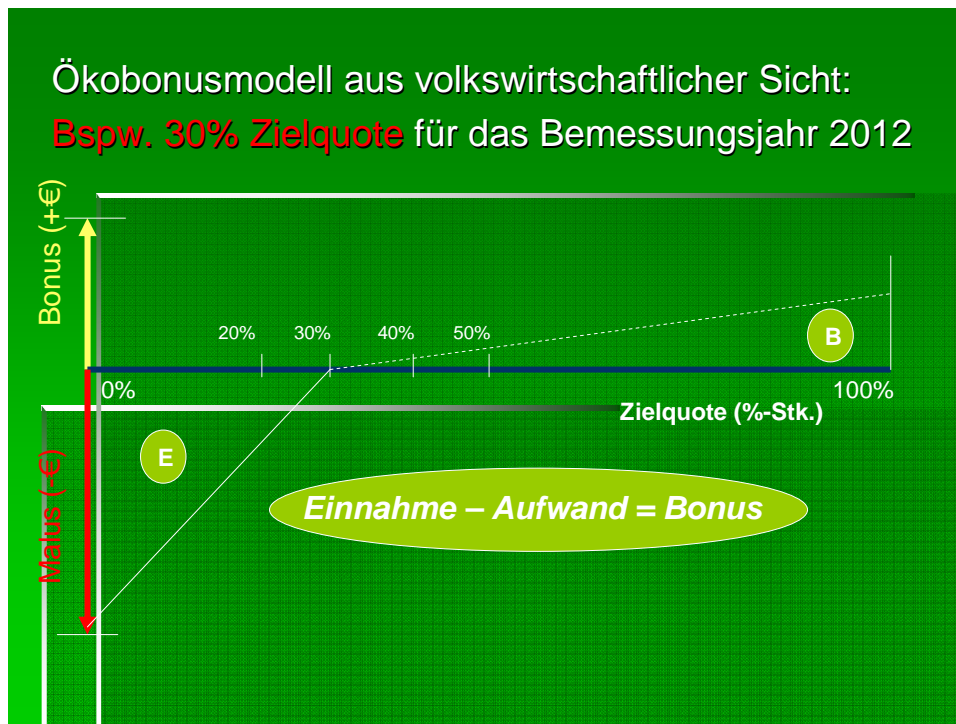 Ökobonusmodell aus volkswirtschaftlicher Sicht:
Bspw. 30% Zielquote für das Bemessungsjahr 2012
Bonus (+€)
20% 30% 40% 50%
B
0%
100%
Zielquote (%-Stk.)
E
Malus (-€)
Einnahme – Aufwand = Bonus